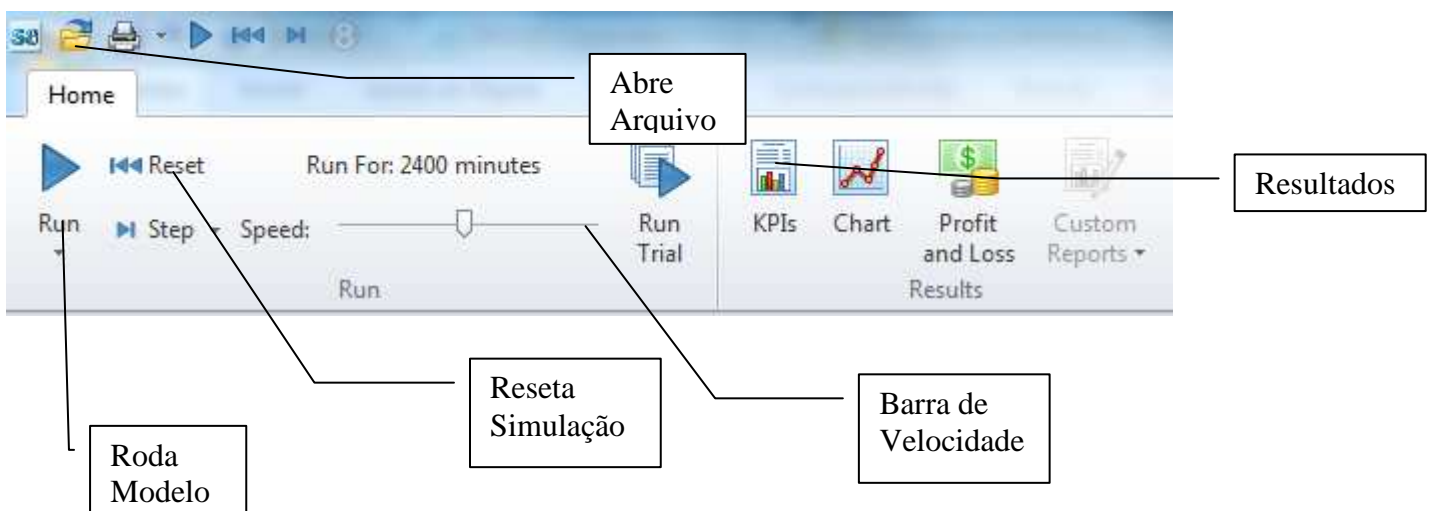 S8
Home
Abre
Arquivo
Reset
Run For: 2400 minutes
Resultados
Run
Step
Speed:
Run
Trial
KPIs
Chart
Profit
and Loss
Custom
Reports
Run
Results
Reseta
Simulação
Barra de
Velocidade
Roda
Modelo